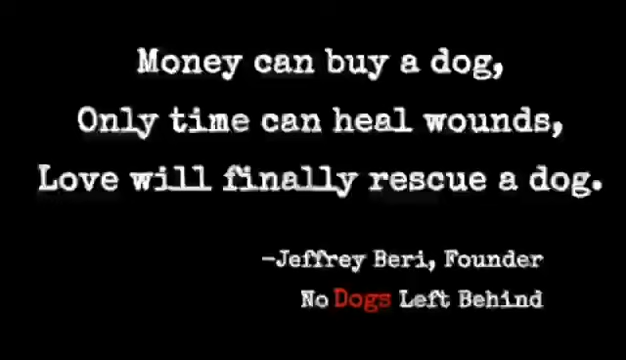 Money can buy a dog,
Only time can heal wounds,
Love will finally rescue a dog.
-Jeffrey Beri, Founder
No Dogs Left Behind